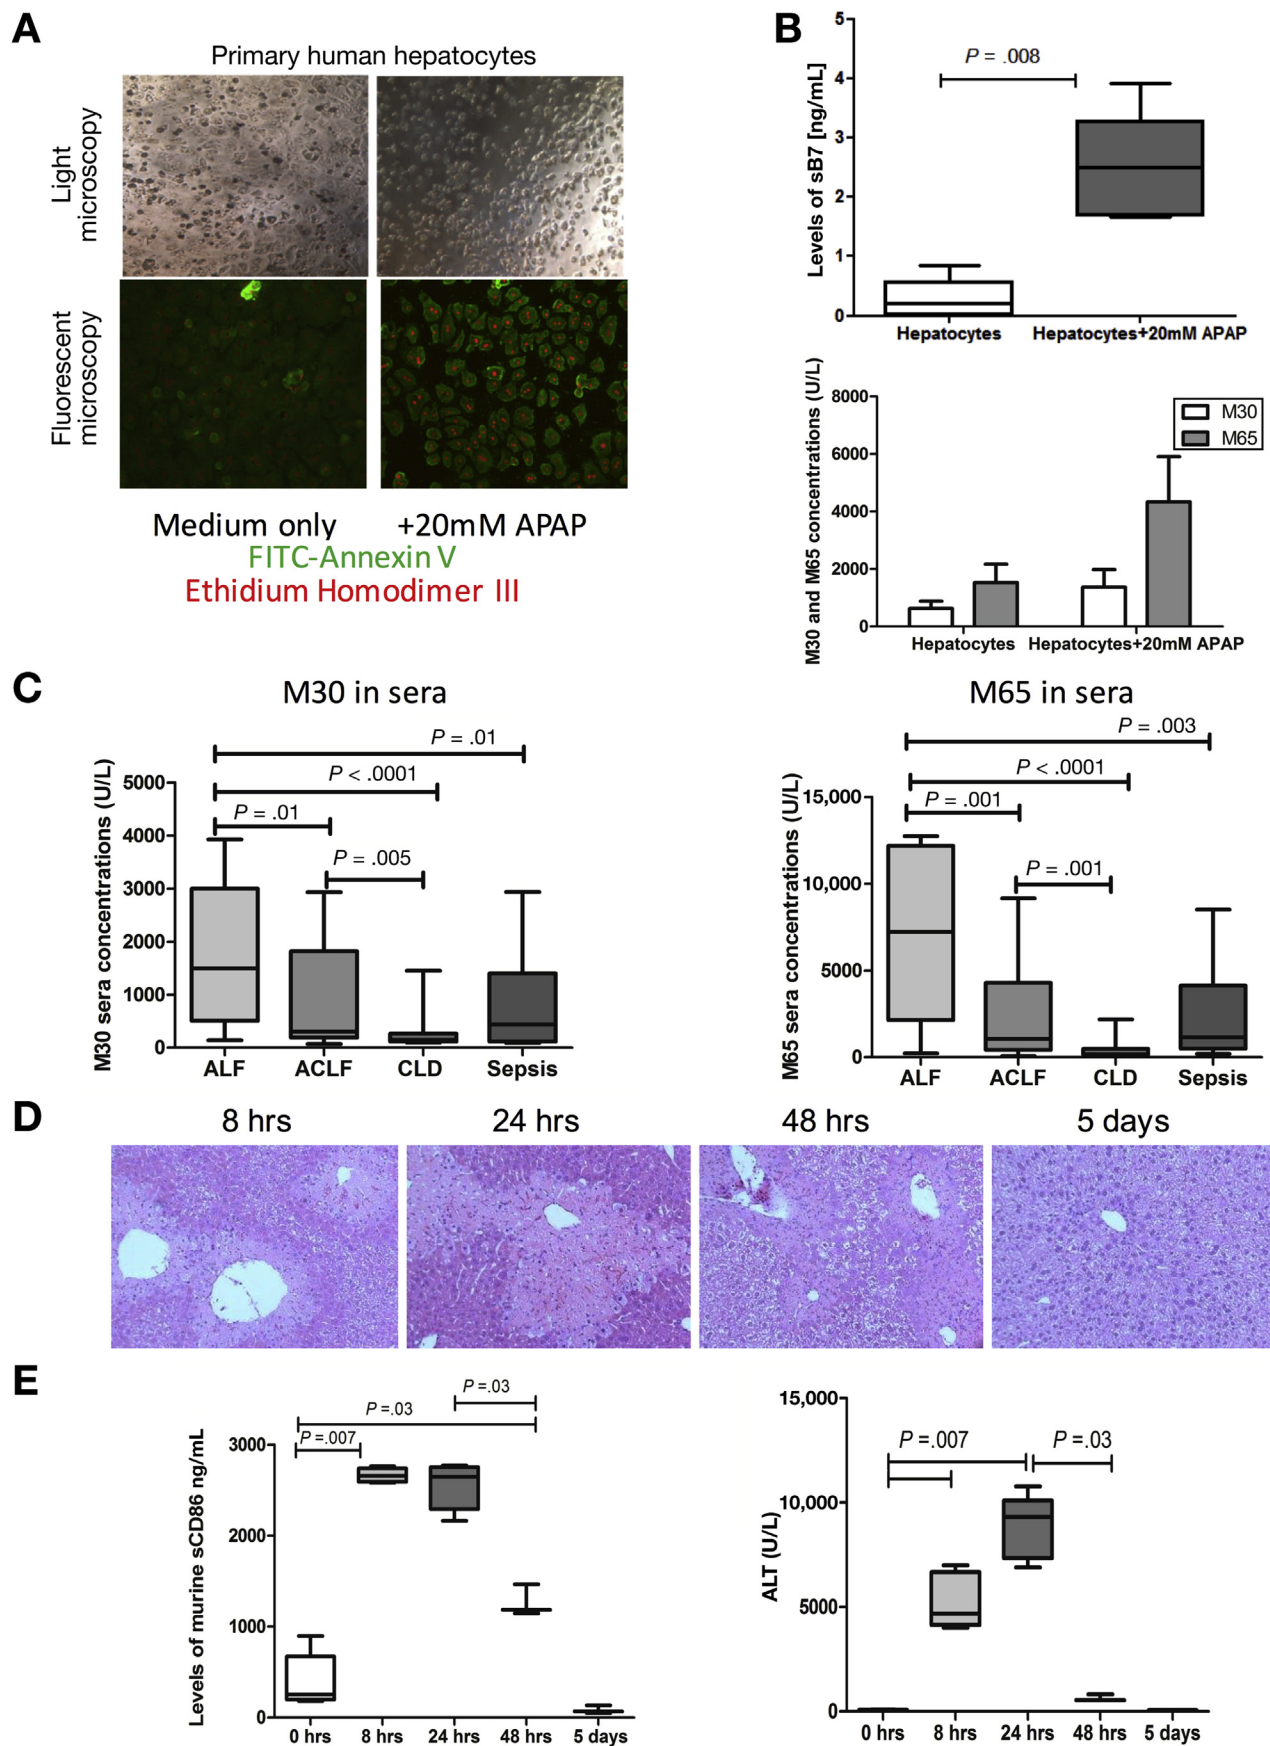 A
Primary human hepatocytes
Light
microscopy
Fluorescent
microscopy
Medium only
+20mM APAP
FITC-Annexin V
Ethidium Homodimer III
B
Levels of sB7 [ng/mL]
5
4
3
2
1
0
P = .008
Hepatocytes
Hepatocytes+20mM APAP
M30 and M65 concentrations (U/L)
8000
6000
4000
2000
0
M30
M65
Hepatocytes
Hepatocytes+20mM APAP
C
M30 in sera
M30 sera concentrations (U/L)
5000
4000
3000
2000
1000
0
P = .01
P < .0001
P = .01
P = .005
ALF
ACLF
CLD
Sepsis
M65 in sera
M65 sera concentrations (U/L)
15,000
10,000
5000
0
P = .003
P < .0001
P = .001
P = .001
ALF
ACLF
CLD
Sepsis
D
8 hrs
24 hrs
48 hrs
5 days
E
Levels of murine sCD86 ng/mL
3000
2000
1000
0
P =.03
P =.03
P =.007
0 hrs
8 hrs
24 hrs
48 hrs
5 days
ALT (U/L)
15,000
10,000
5000
0
P =.007
P =.03
0 hrs
8 hrs
24 hrs
48 hrs
5 days